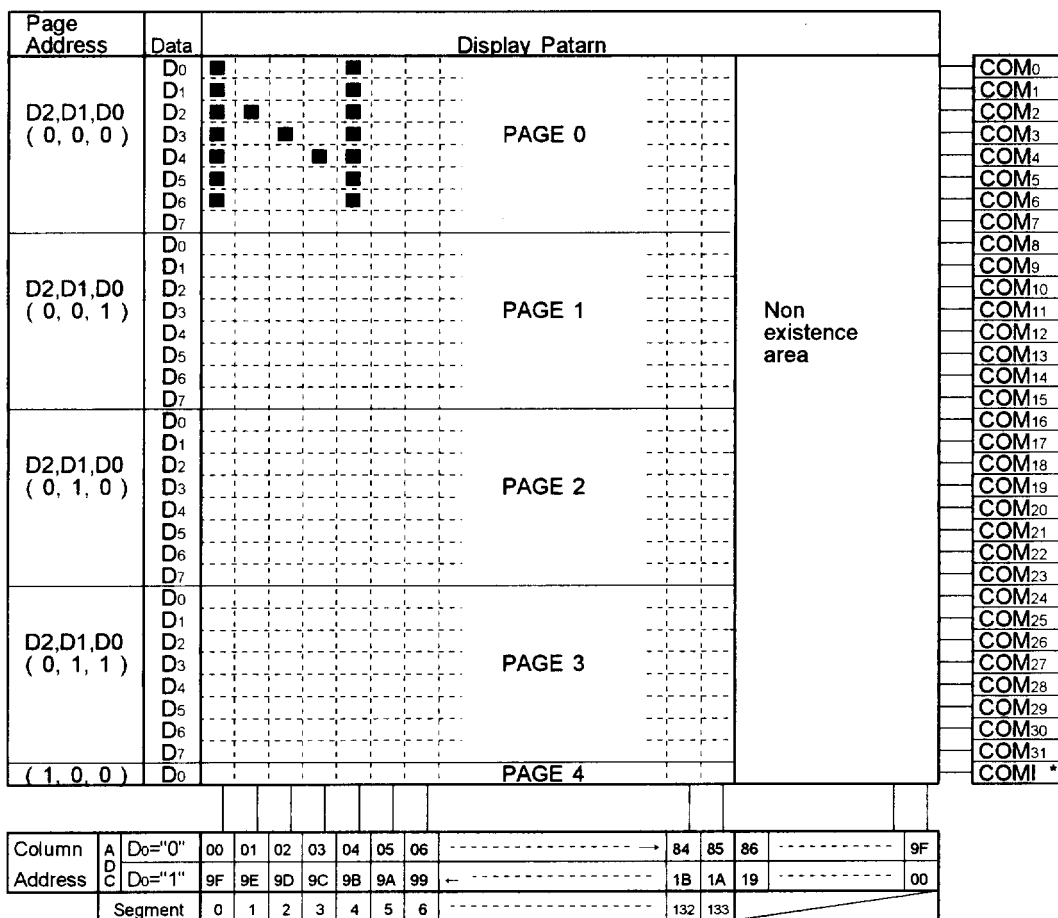 Page
Address Data Display Patarn
D2,D1,D0
( 0, 0, 0 )
D0
D1
D2
D3
D4
D5
D6
D7
PAGE 0
D2,D1,D0
( 0, 0, 1 )
D0
D1
D2
D3
D4
D5
D6
D7
PAGE 1
D2,D1,D0
( 0, 1, 0 )
D0
D1
D2
D3
D4
D5
D6
D7
PAGE 2
D2,D1,D0
( 0, 1, 1 )
D0
D1
D2
D3
D4
D5
D6
D7
PAGE 3
( 1, 0, 0 ) D0 PAGE 4
Non
existence
area
COM0
COM1
COM2
COM3
COM4
COM5
COM6
COM7
COM8
COM9
COM10
COM11
COM12
COM13
COM14
COM15
COM16
COM17
COM18
COM19
COM20
COM21
COM22
COM23
COM24
COM25
COM26
COM27
COM28
COM29
COM30
COM31
COMI *
Column
Address
ADC
D0="0" 00 01 02 03 04 05 06 84 85 86 9F
D0="1" 9F 9E 9D 9C 9B 9A 99 1B 1A 19 00
Segment 0 1 2 3 4 5 6 132 133